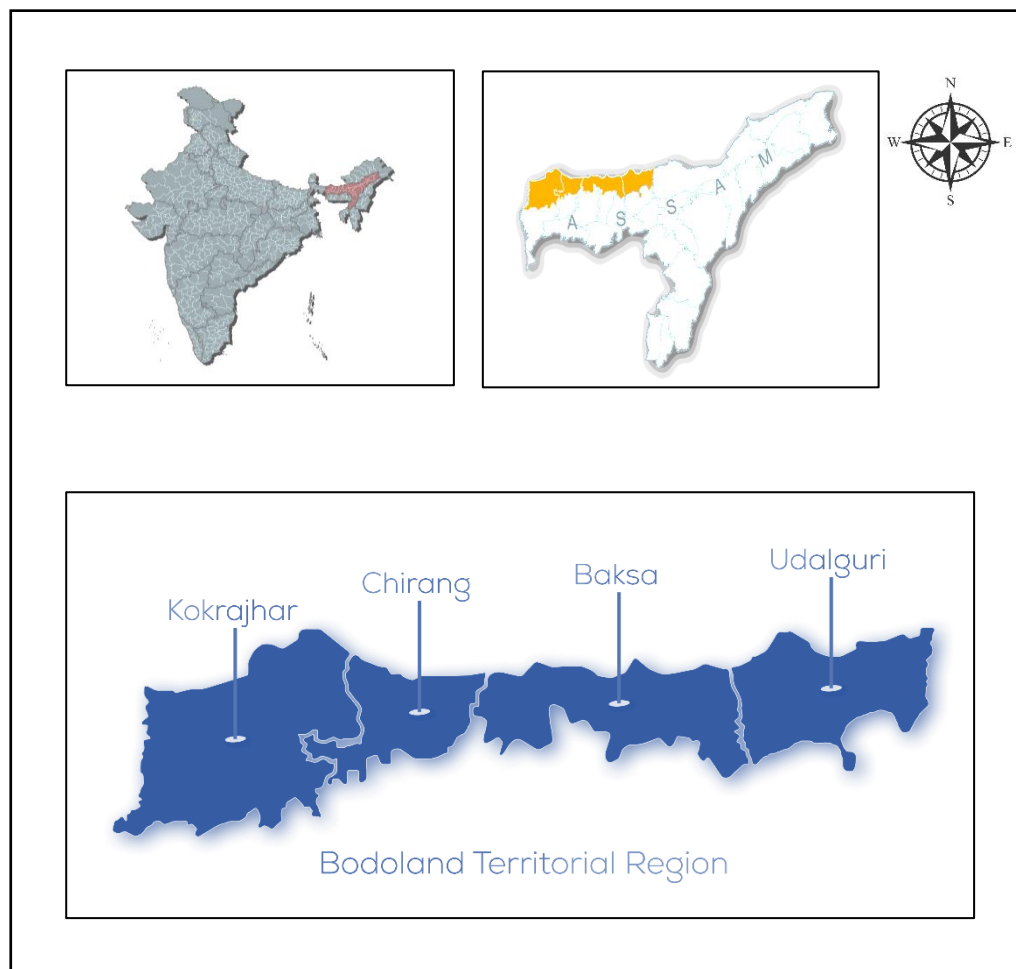 N
W E
S
A S S A M
Udalguri
Baksa
Chirang
Kokrajhar
Bodoland Territorial Region